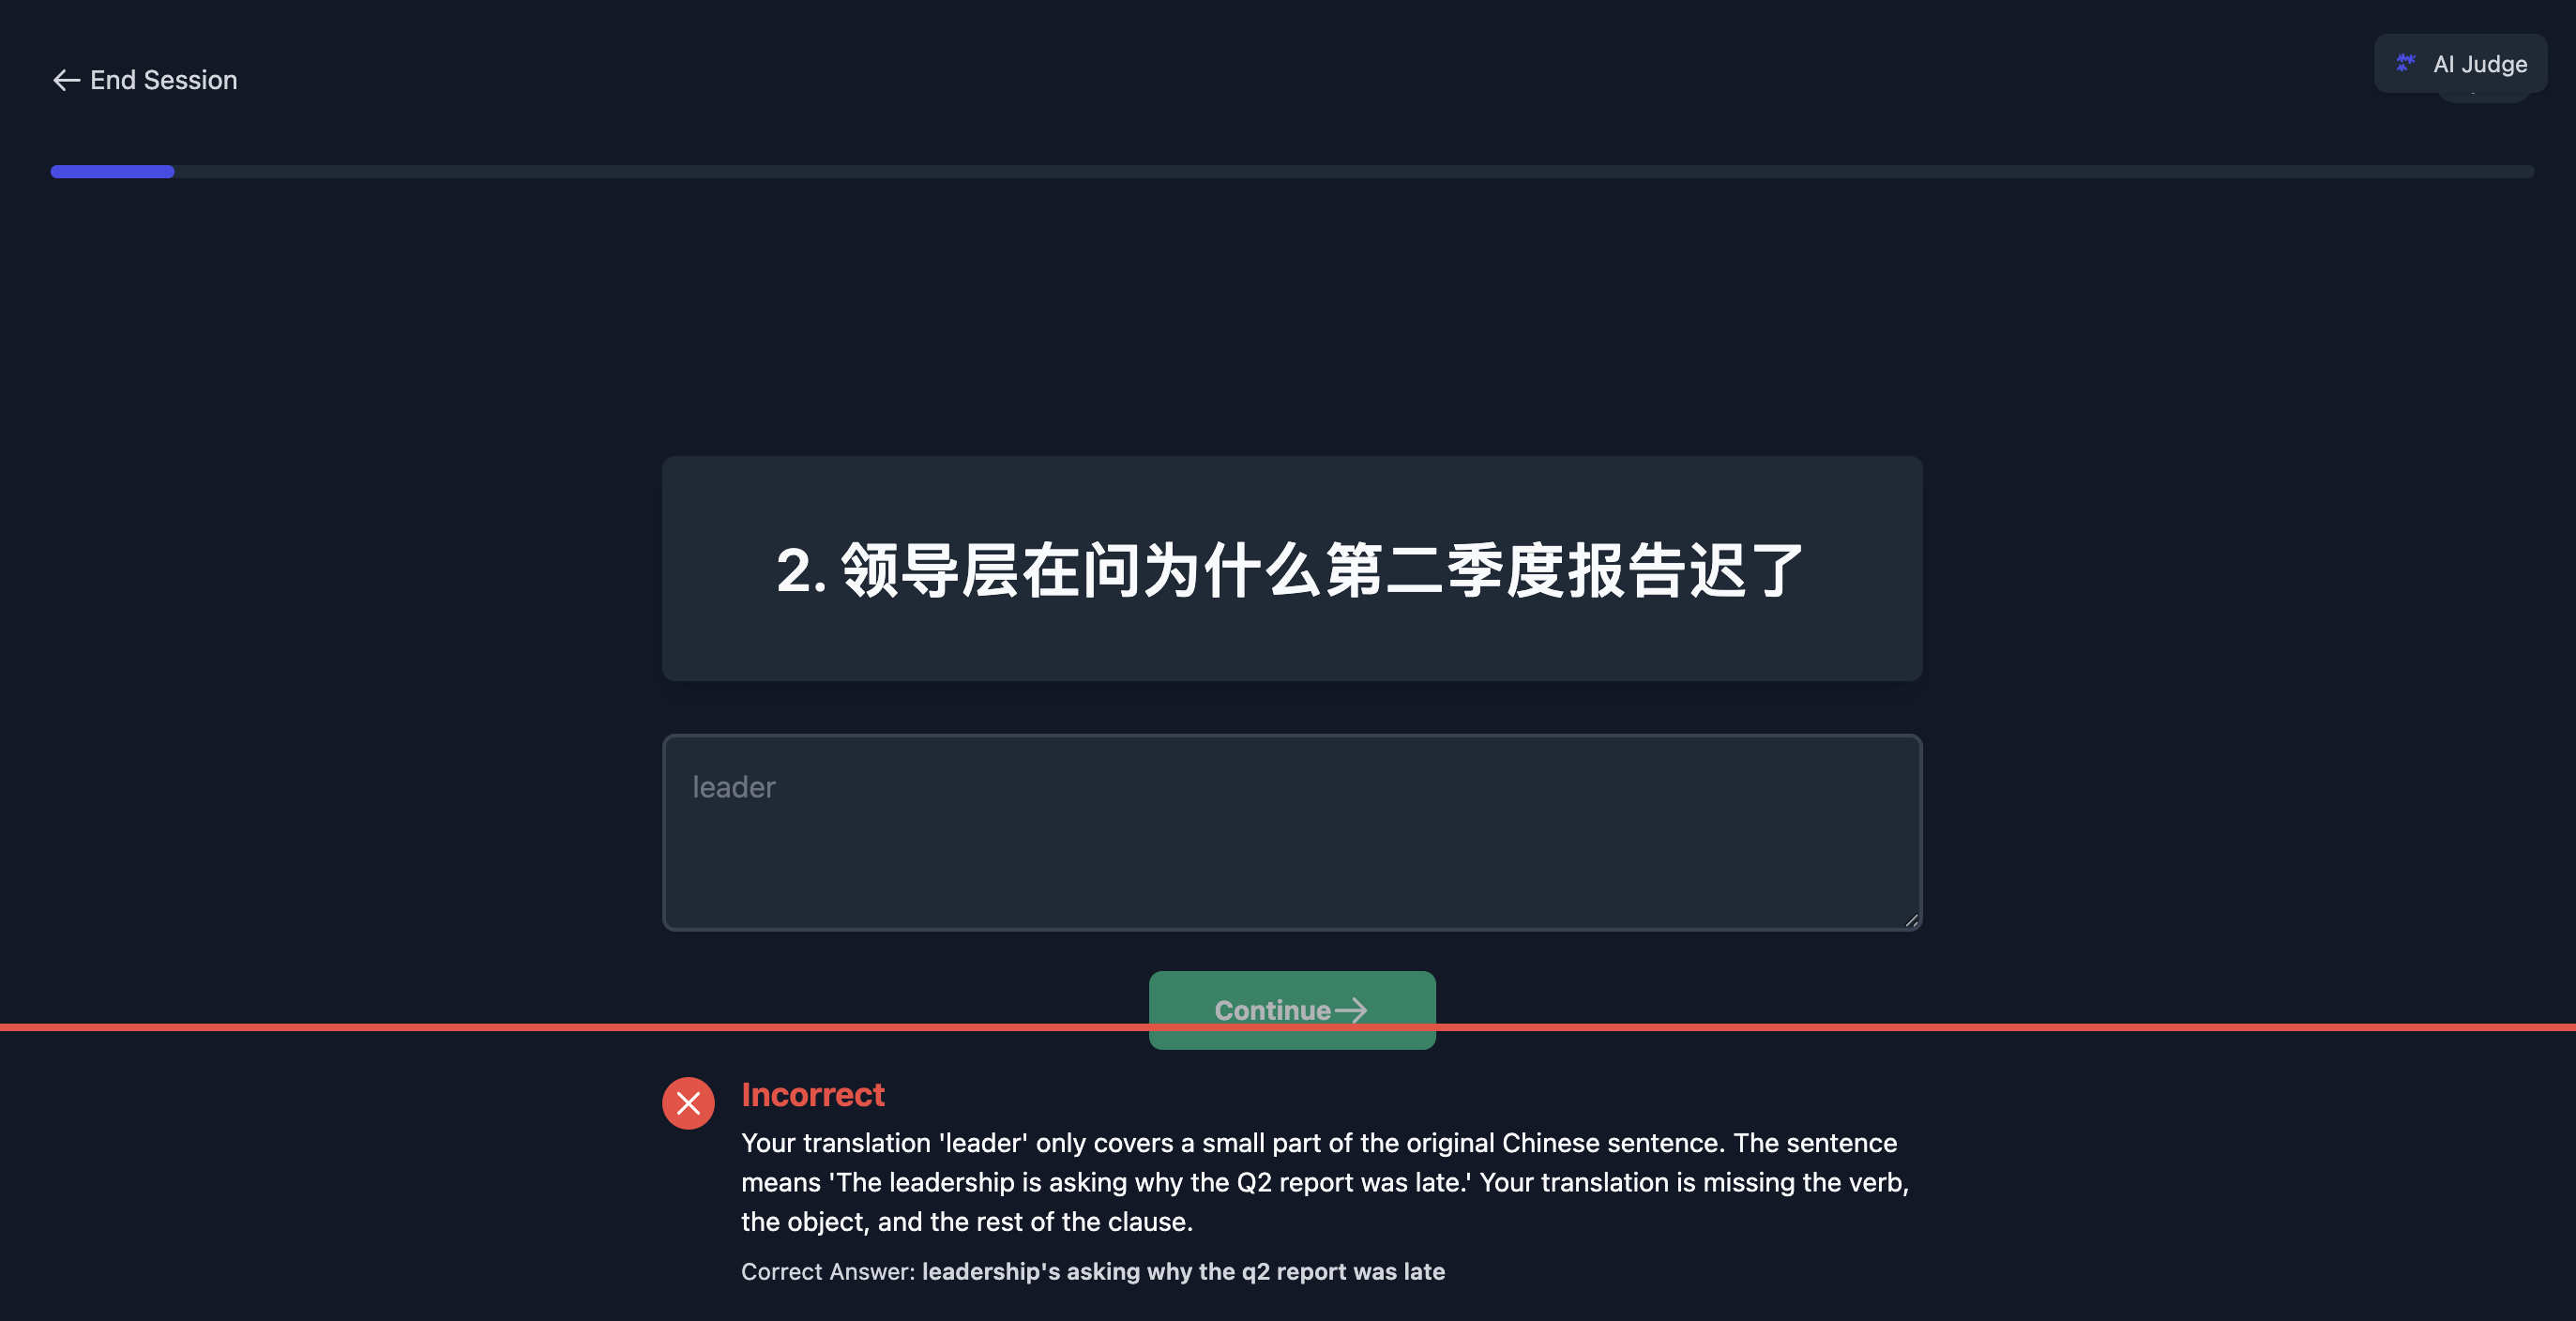 End Session
AI Judge
2. 领导层在问为什么第二季度报告迟了
leader
Continue
Incorrect
Your translation 'leader' only covers a small part of the original Chinese sentence. The sentence
means 'The leadership is asking why the Q2 report was late.' Your translation is missing the verb,
the object, and the rest of the clause.
Correct Answer: leadership's asking why the q2 report was late